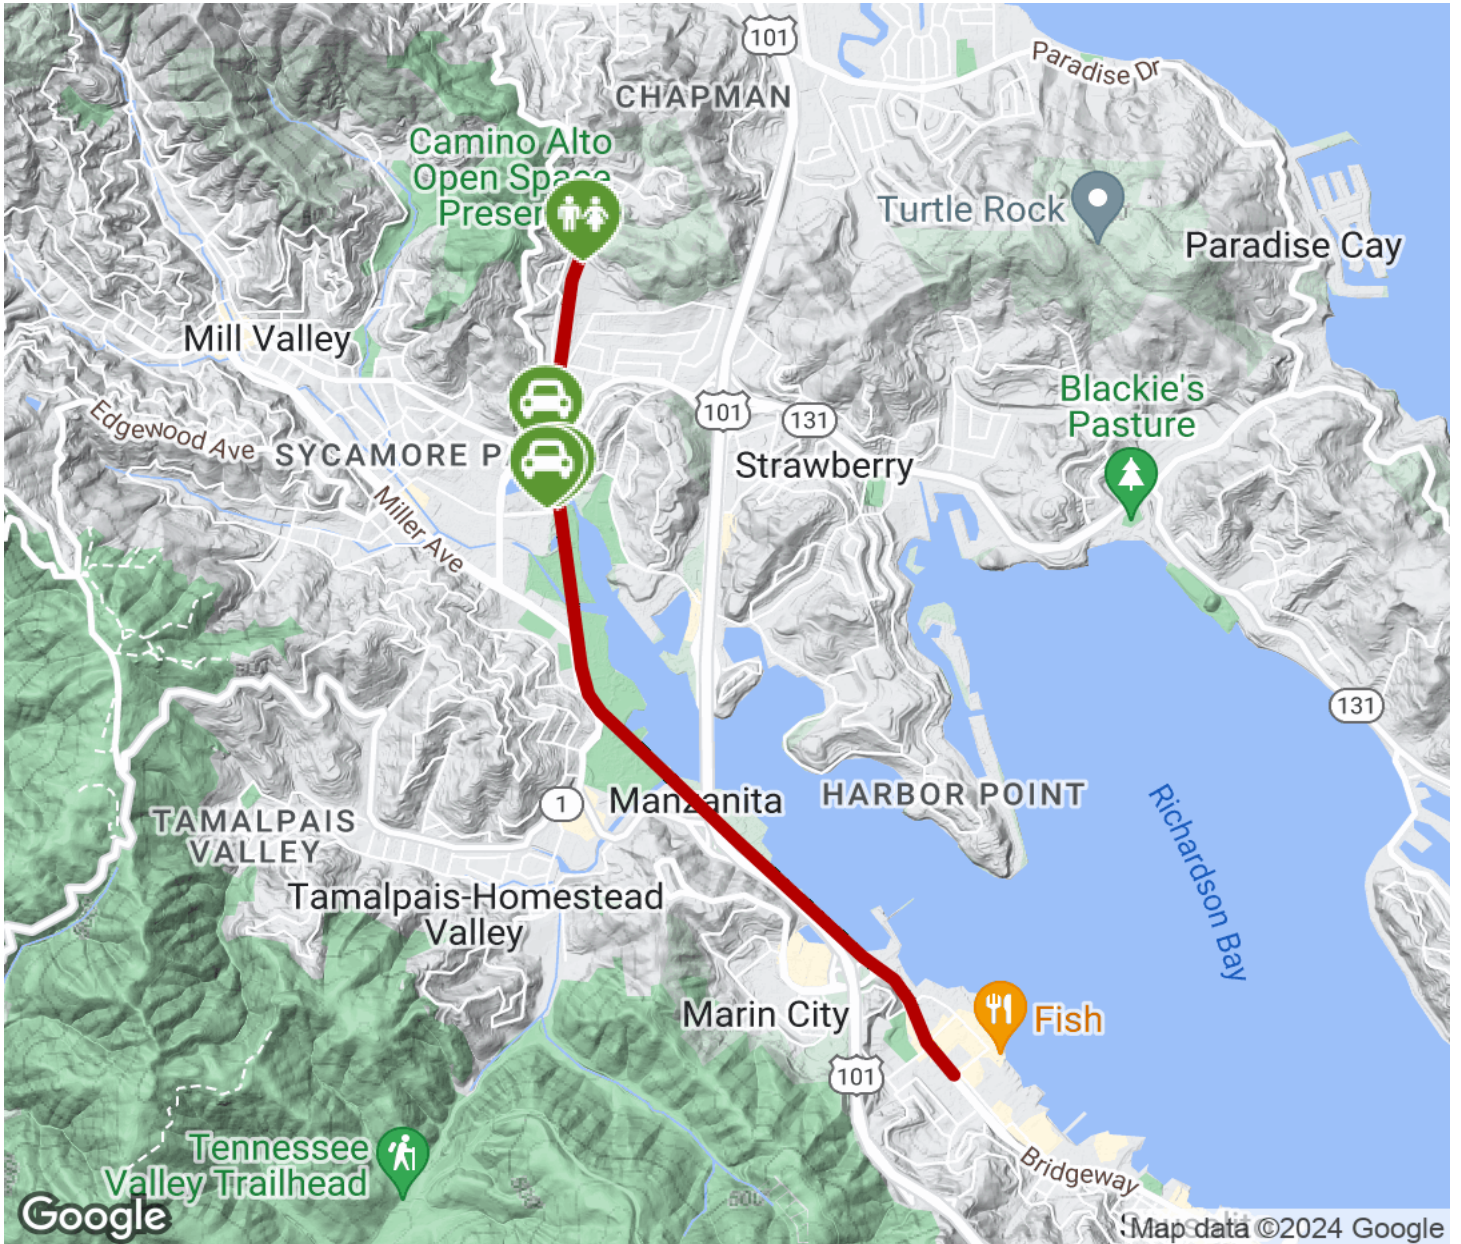 101
Paradise Dr
CHAPMAN
Camino Alto
Open Space
Turtle Rock
Paradise Cay
Mill Valley
Blackie's
Pasture
101
131
Edgewood Ave
SYCAMORE P
Strawberry
Miller Ave
131
1
Manzanita
HARBOR POINT
TAMALPAIS
VALLEY
Richardson Bay
Tamalpais-Homestead
Valley
Marin City
Fish
101
Tennessee
Valley Trailhead
Bridgeway
Google
Map data ©2024 Google